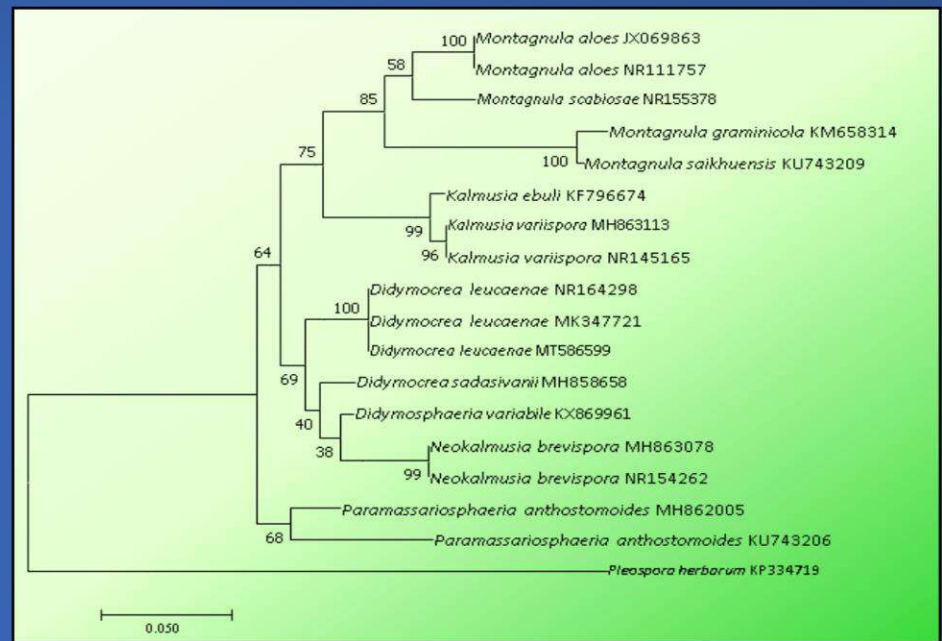 100
Montagnula aloes JX069863
58
Montagnula aloes NR111757
85
Montagnula scabiosae NR155378
75
Montagnula graminicola KM658314
100
Montagnula saikhuensis KU743209
Kalmusia ebuli KF796674
99
Kalmusia variispora MH863113
96
Kalmusia variispora NR145165
64
Didymocrea leucaenae NR164298
100
Didymocrea leucaenae MK347721
Didymocrea leucaenae MT586599
69
Didymocrea sadasivanii MH858658
40
Didymosphaeria variabile KX869961
38
Neokalmusia brevispora MH863078
99
Neokalmusia brevispora NR154262
Paramassariosphaeria anthostomoides MH862005
68
Paramassariosphaeria anthostomoides KU743206
Pleospora herbarum KP334719
0.050